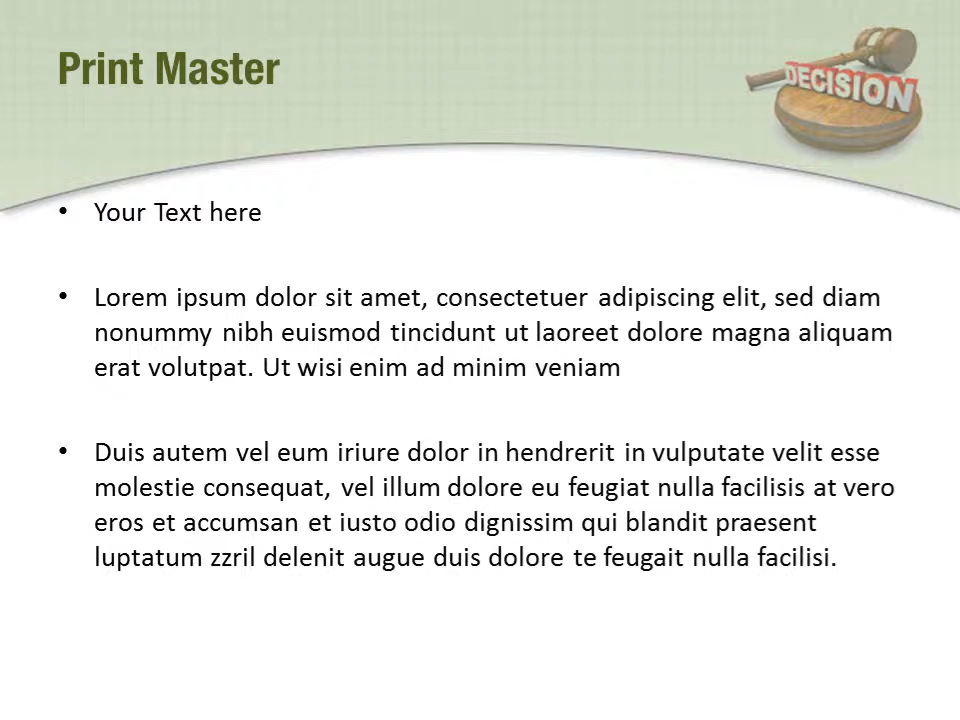 Print Master
DECISION
• Your Text here
• Lorem ipsum dolor sit amet, consectetuer adipiscing elit, sed diam
nonummy nibh euismod tincidunt ut laoreet dolore magna aliquam
erat volutpat. Ut wisi enim ad minim veniam
• Duis autem vel eum iriure dolor in hendrerit in vulputate velit esse
molestie consequat, vel illum dolore eu feugiat nulla facilisis at vero
eros et accumsan et iusto odio dignissim qui blandit praesent
luptatum zzril delenit augue duis dolore te feugait nulla facilisi.